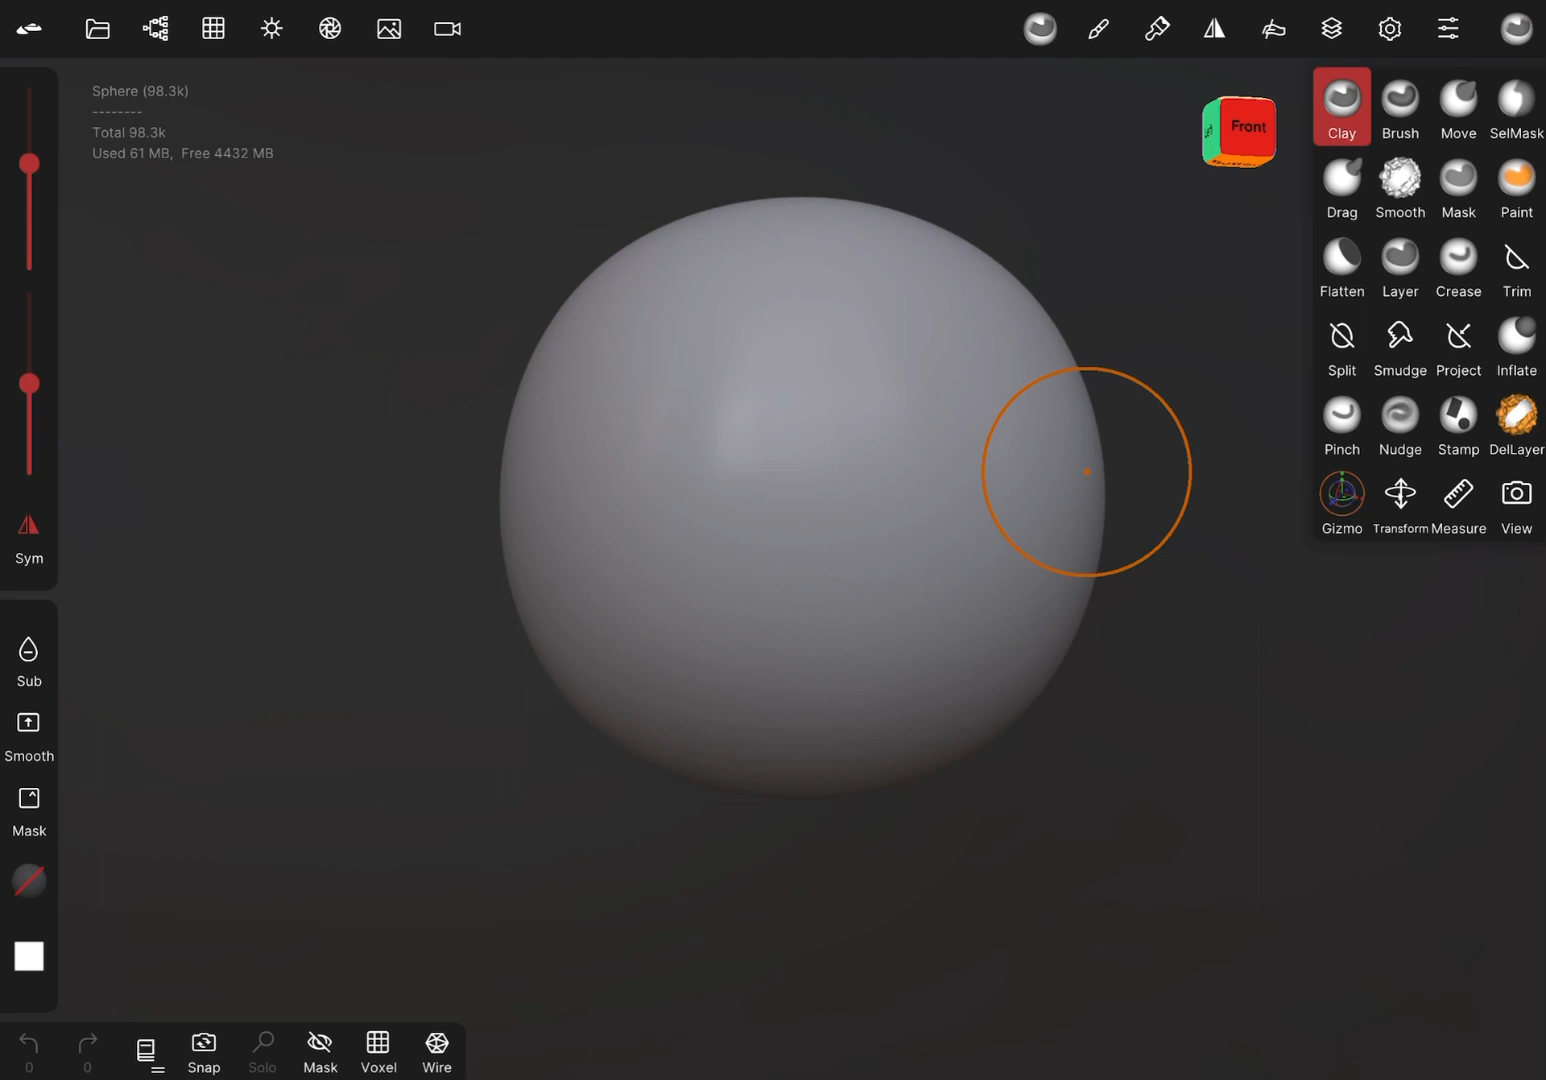 Sphere (98.3k)
--------
Total 98.3k
Used 61 MB, Free 4432 MB
Front
Left
Clay
Brush
Move
SelMask
Drag
Smooth
Mask
Paint
Flatten
Layer
Crease
Trim
Split
Smudge
Project
Inflate
Pinch
Nudge
Stamp
DelLayer
Gizmo
Transform
Measure
View
Sym
Sub
Smooth
Mask
0
0
Snap
Solo
Mask
Voxel
Wire